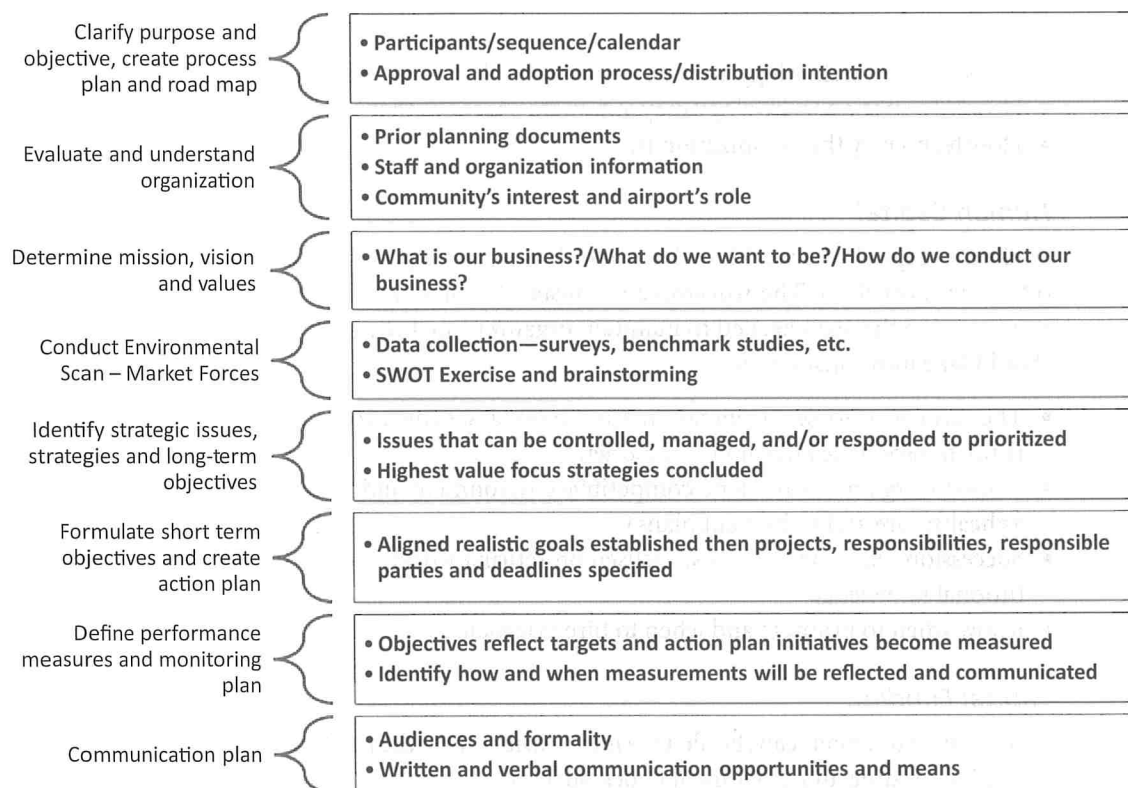 Clarify purpose and
objective, create process
plan and road map
• Participants/sequence/calendar
• Approval and adoption process/distribution intention
Evaluate and understand
organization
• Prior planning documents
• Staff and organization information
• Community's interest and airport's role
Determine mission, vision
and values
• What is our business?/What do we want to be?/How do we conduct our
business?
Conduct Environmental
Scan – Market Forces
• Data collection—surveys, benchmark studies, etc.
• SWOT Exercise and brainstorming
Identify strategic issues,
strategies and long-term
objectives
• Issues that can be controlled, managed, and/or responded to prioritized
• Highest value focus strategies concluded
Formulate short term
objectives and create
action plan
• Aligned realistic goals established then projects, responsibilities, responsible
parties and deadlines specified
Define performance
measures and monitoring
plan
• Objectives reflect targets and action plan initiatives become measured
• Identify how and when measurements will be reflected and communicated
Communication plan
• Audiences and formality
• Written and verbal communication opportunities and means